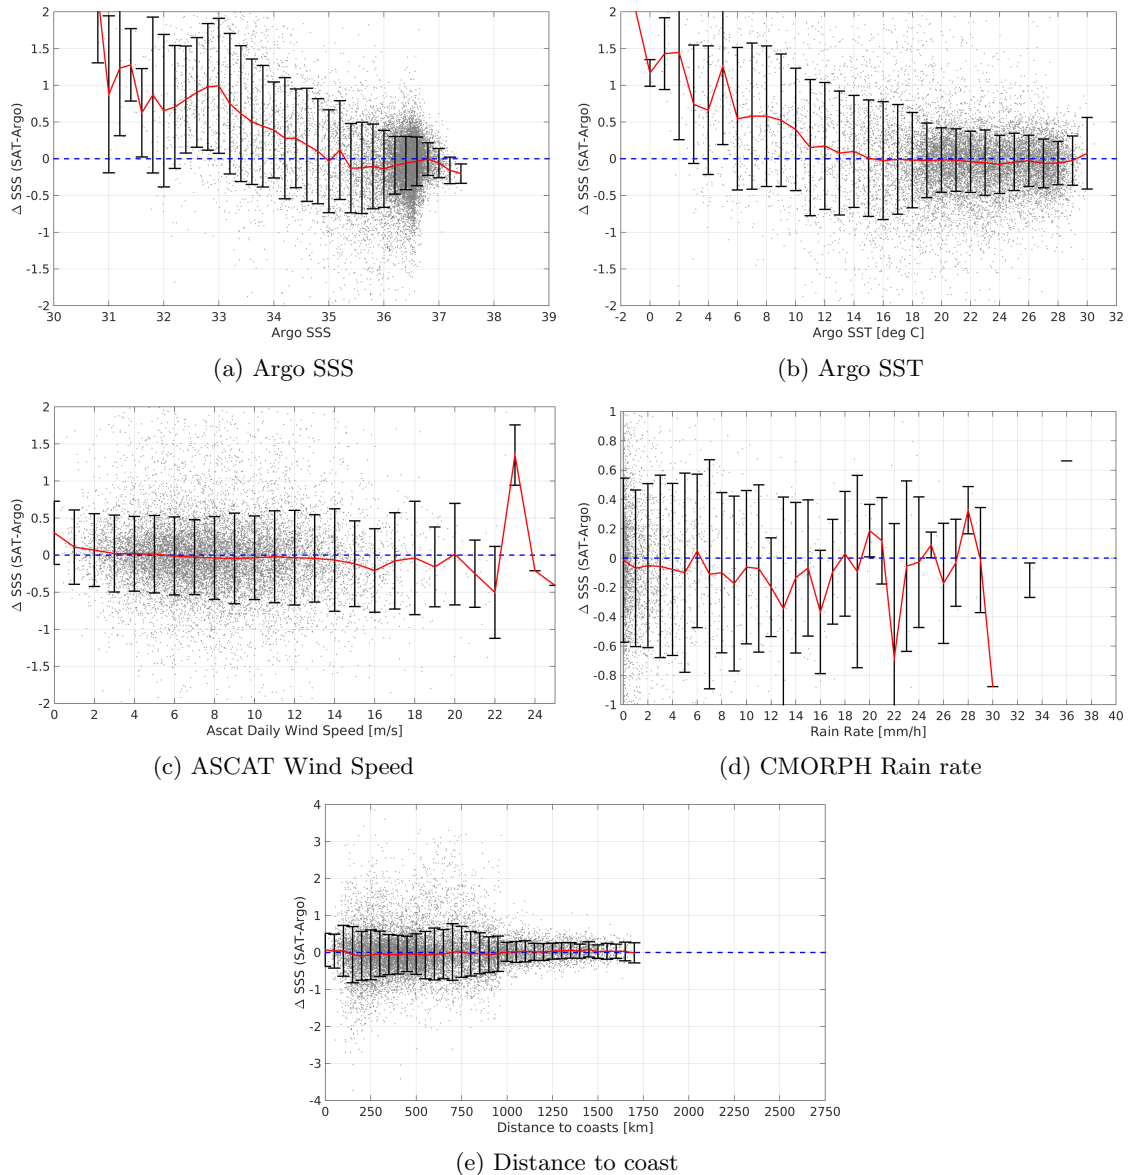 2
1.5
1
0.5
0
-0.5
-1
-1.5
-2
Δ SSS (SAT-Argo)
30 31 32 33 34 35 36 37 38 39
Argo SSS
(a) Argo SSS
2
1.5
1
0.5
0
-0.5
-1
-1.5
-2
Δ SSS (SAT-Argo)
-2 0 2 4 6 8 10 12 14 16 18 20 22 24 26 28 30 32
Argo SST [deg C]
(b) Argo SST
2
1.5
1
0.5
0
-0.5
-1
-1.5
-2
Δ SSS (SAT-Argo)
0 2 4 6 8 10 12 14 16 18 20 22 24
Ascat Daily Wind Speed [m/s]
(c) ASCAT Wind Speed
1
0.8
0.6
0.4
0.2
0
-0.2
-0.4
-0.6
-0.8
-1
Δ SSS (SAT-Argo)
0 2 4 6 8 10 12 14 16 18 20 22 24 26 28 30 33 36 38 40
Rain Rate [mm/h]
(d) CMORPH Rain rate
4
3
2
1
0
-1
-2
-3
-4
Δ SSS (SAT-Argo)
0 250 500 750 1000 1250 1500 1750 2000 2250 2500 2750
Distance to coasts [km]
(e) Distance to coast